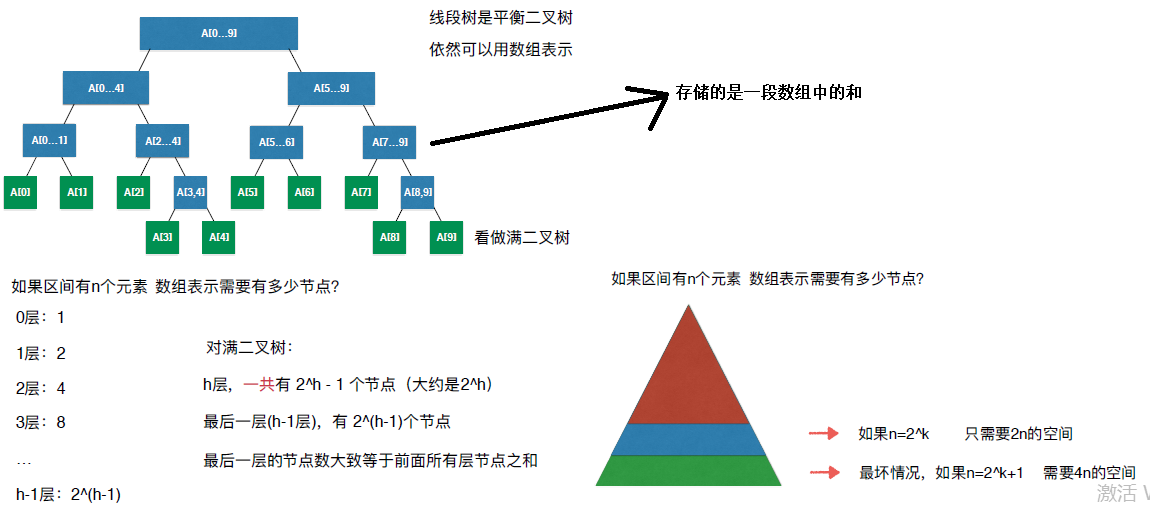 A[0...9]
线段树是平衡二叉树
依然可以用数组表示
A[0...4]
A[5...9]
存储的是一段数组中的和
A[0...1]
A[2...4]
A[5...6]
A[7...9]
A[0]
A[1]
A[2]
A[3,4]
A[5]
A[6]
A[7]
A[8,9]
A[3]
A[4]
A[8]
A[9]
看做满二叉树
如果区间有n个元素 数组表示需要有多少节点?
0层：1
1层：2
2层：4
3层：8
...
h-1层：2^(h-1)
对满二叉树：
h层，一共有 2^h - 1 个节点（大约是2^h）
最后一层(h-1层)，有 2^(h-1)个节点
最后一层的节点数大致等于前面所有层节点之和
如果区间有n个元素 数组表示需要有多少节点?
如果n=2^k 只需要2n的空间
最坏情况，如果n=2^k+1 需要4n的空间
激活